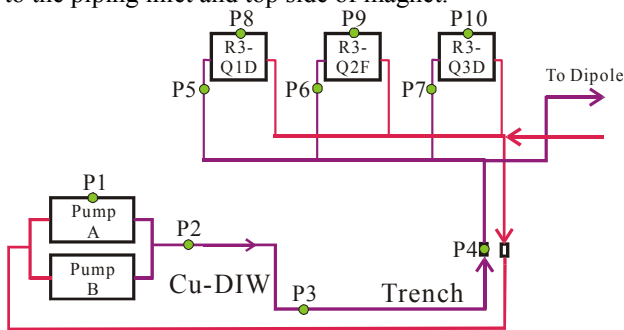 to the piping inlet and top side of magnet.
P8
P9
P10
R3-
Q1D
R3-
Q2F
R3-
Q3D
To Dipole
P5
P6
P7
P1
Pump
A
P2
P4
Pump
B
Cu-DIW
P3
Trench